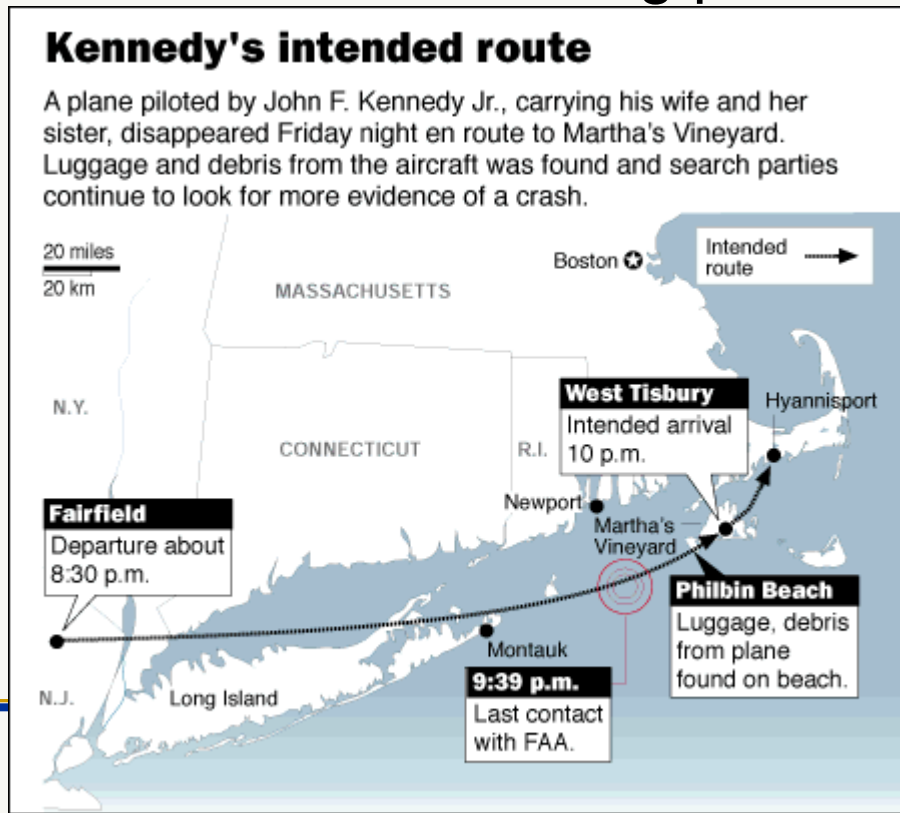 Kennedy's intended route
A plane piloted by John F. Kennedy Jr., carrying his wife and her
sister, disappeared Friday night en route to Martha's Vineyard.
Luggage and debris from the aircraft was found and search parties
continue to look for more evidence of a crash.
20 miles
20 km
Boston
Intended
route
MASSACHUSETTS
N.Y.
CONNECTICUT
R.I.
West Tisbury
Intended arrival
10 p.m.
Hyannisport
Newport
Martha's
Vineyard
Fairfield
Departure about
8:30 p.m.
Philbin Beach
Luggage, debris
from plane
found on beach.
Montauk
N.J.
Long Island
9:39 p.m.
Last contact
with FAA.